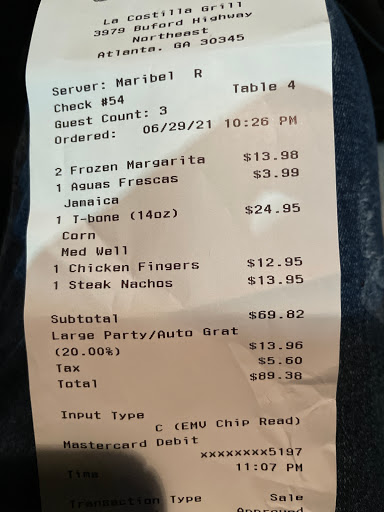 La Costilla Grill
3979 Buford Highway
Northeast
Atlanta, GA 30345
Server: Maribel R
Check #54 Table 4
Guest Count: 3
Ordered: 06/29/21 10:26 PM
2 Frozen Margarita $13.98
1 Aguas Frescas $3.99
Jamaica
1 T-bone (14oz) $24.95
Corn
Med Well
1 Chicken Fingers $12.95
1 Steak Nachos $13.95
Subtotal $69.82
Large Party/Auto Grat
(20.00%) $13.96
Tax $5.60
Total $89.38
Input Type
C (EMV Chip Read)
Mastercard Debit
xxxxxxxx5197
Time 11:07 PM
Transaction Type Sale
Approved